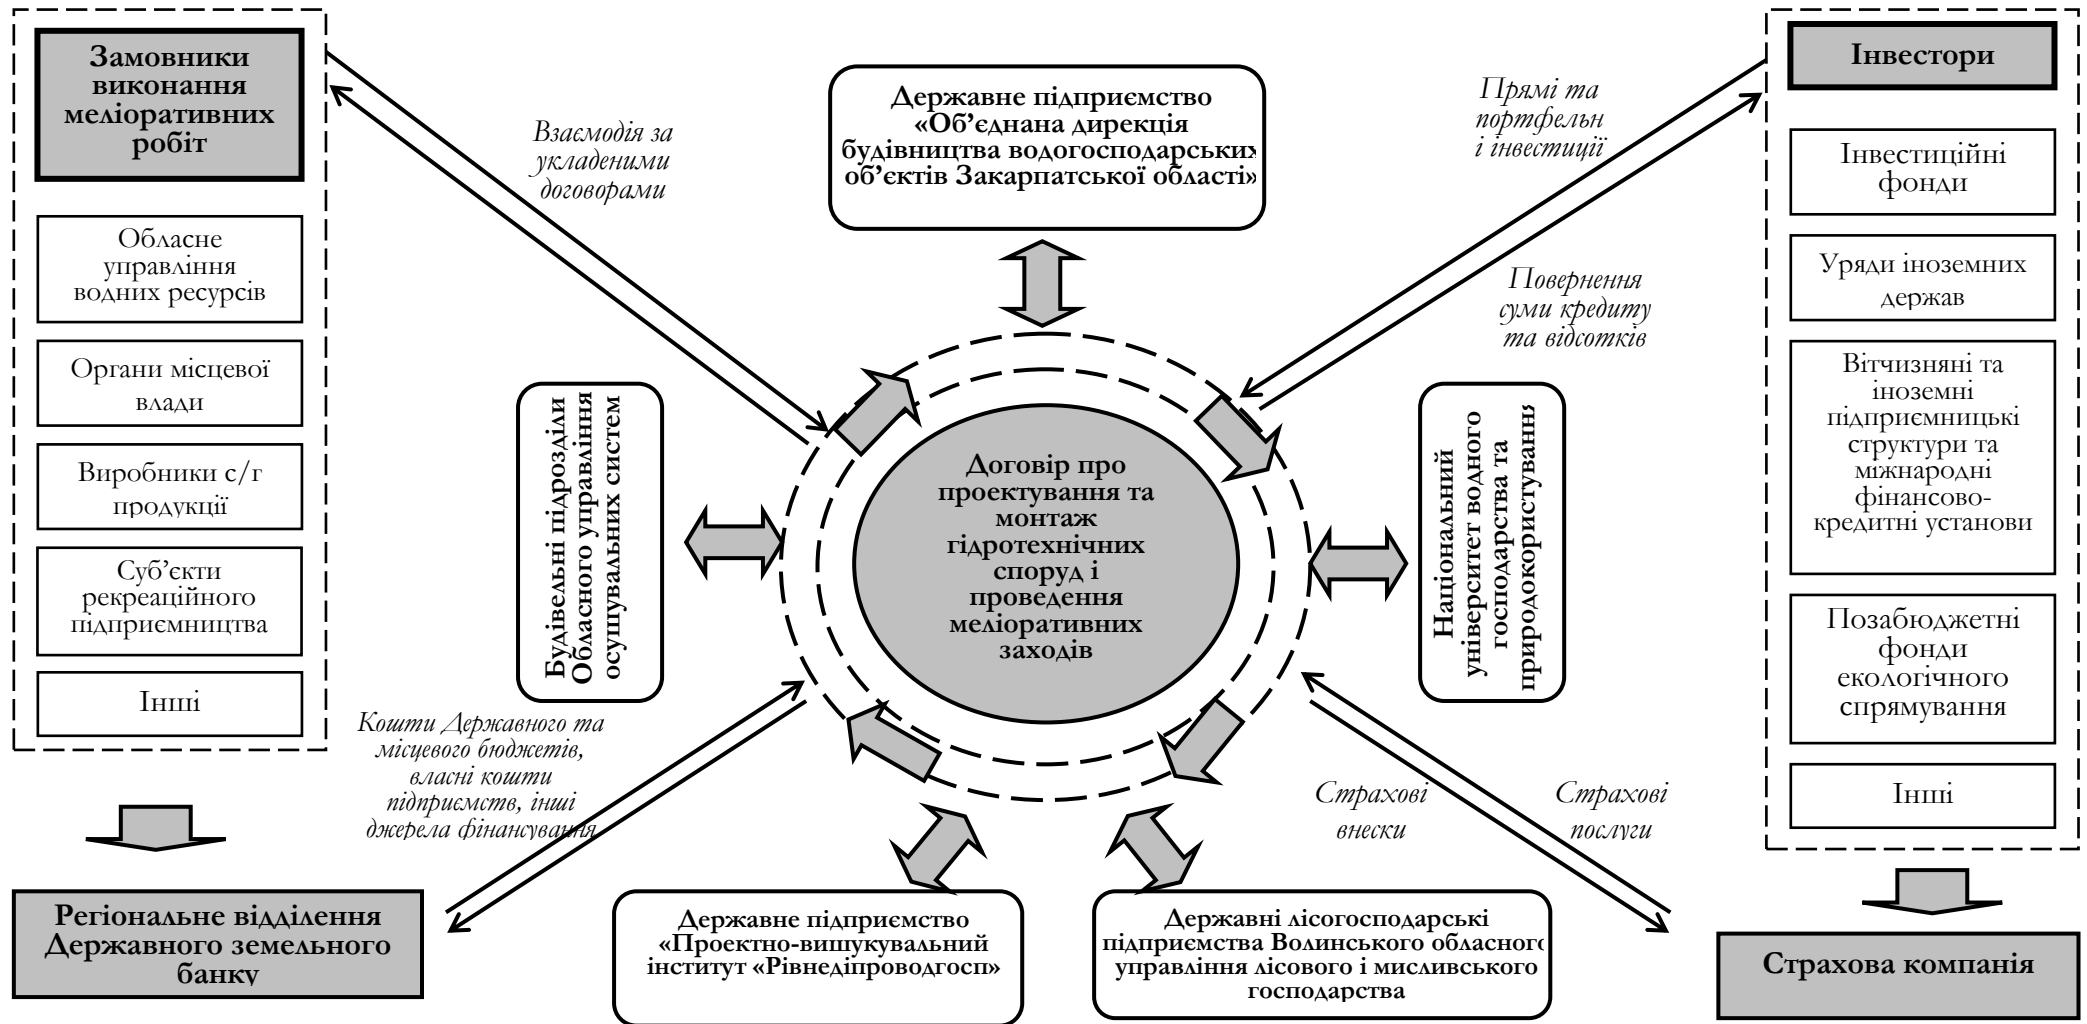 Замовники
виконання
меліоративних
робіт
Обласне
управління
водних ресурсів
Органи місцевої
влади
Виробники с/г
продукції
Суб’єкти
рекреаційного
підприємництва
Інші
Регіональне відділення
Державного земельного
банку
Взаємодія за
укладеними
договорами
Кошти Державного та
місцевого бюджетів,
власні кошти
підприємств, інші
джерела фінансування
Державне підприємство
«Об’єднана дирекція
будівництва водогосподарських
об’єктів Закарпатської області»
Будівельні підрозділи
Обласного управління
осушувальних систем
Договір про
проектування та
монтаж
гідротехнічних
споруд і
проведення
меліоративних
заходів
Національний
університет водного
господарства та
природокористування
Державне підприємство
«Проектно-вишукувальний
інститут «Рівнедіпроводгосп»
Державні лісогосподарські
підприємства Волинського обласного
управління лісового і мисливського
господарства
Прямі та
портфельн
і інвестиції
Повернення
суми кредиту
та відсотків
Страхові
внески
Страхові
послуги
Інвестори
Інвестиційні
фонди
Уряди іноземних
держав
Вітчизняні та
іноземні
підприємницькі
структури та
міжнародні
фінансово-
кредитні установи
Позабюджетні
фонди
екологічного
спрямування
Інші
Страхова компанія